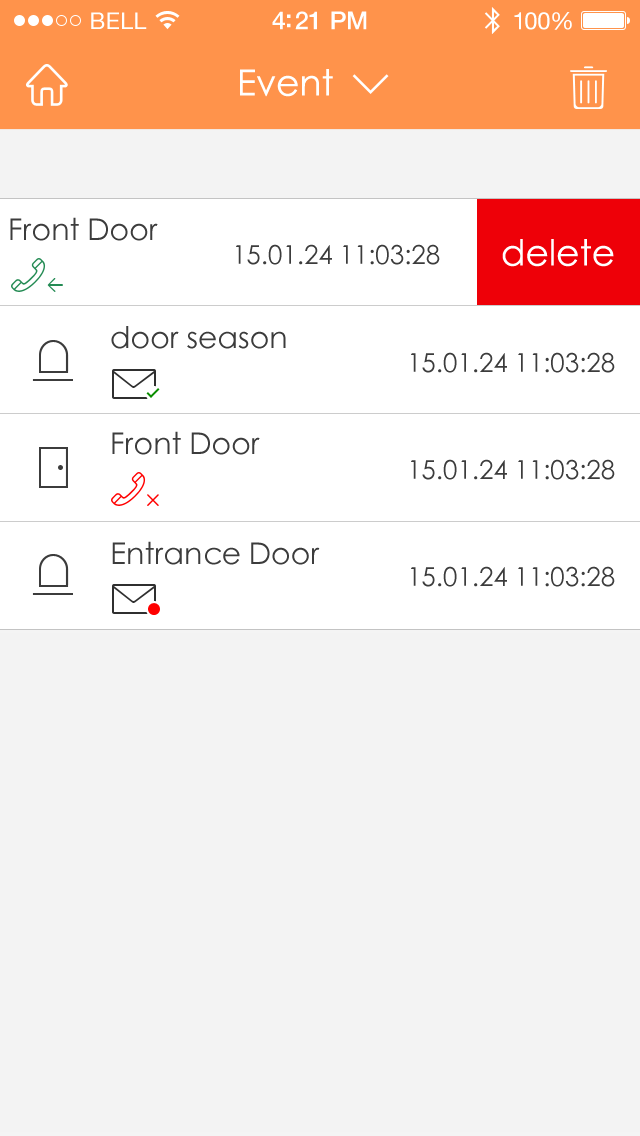 BELL 4:21 PM 100%
Event
Front Door
15.01.24 11:03:28
delete
door season
15.01.24 11:03:28
Front Door
15.01.24 11:03:28
Entrance Door
15.01.24 11:03:28